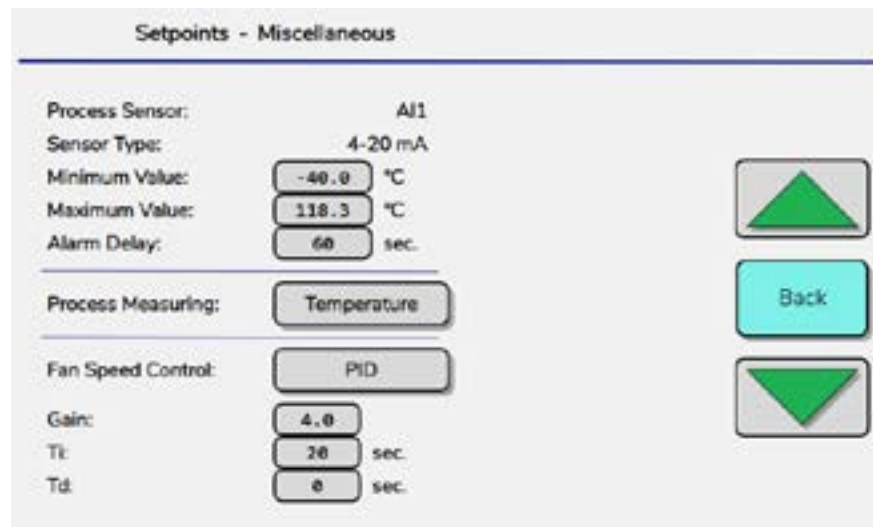 Setpoints - Miscellaneous
Process Sensor: AI1
Sensor Type: 4-20 mA
Minimum Value: -40.0 °C
Maximum Value: 118.3 °C
Alarm Delay: 60 sec.
Process Measuring: Temperature
Back
Fan Speed Control: PID
Gain: 4.0
Ti: 20 sec.
Td: 0 sec.